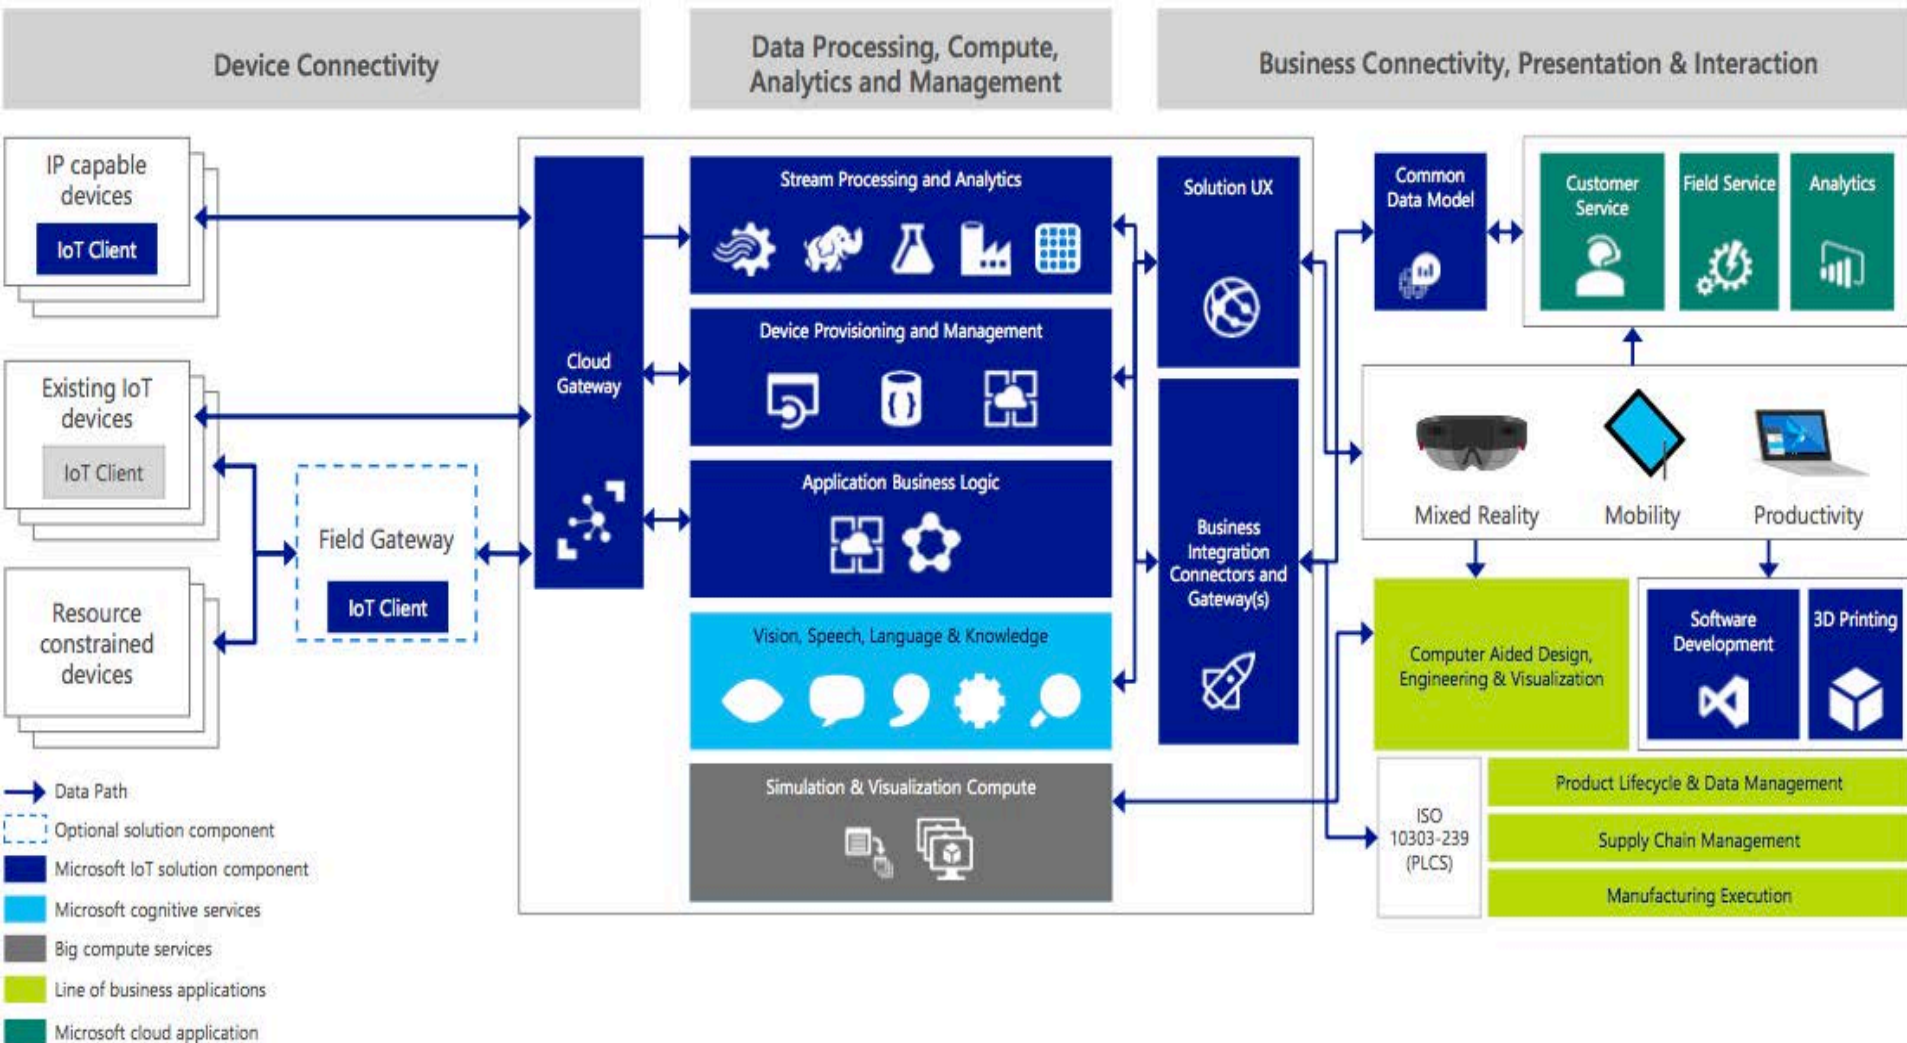 Device Connectivity
Data Processing, Compute,
Analytics and Management
Business Connectivity, Presentation & Interaction
IP capable
devices
IoT Client
Existing IoT
devices
IoT Client
Resource
constrained
devices
Field Gateway
IoT Client
Cloud
Gateway
Stream Processing and Analytics
Device Provisioning and Management
Application Business Logic
Vision, Speech, Language & Knowledge
Simulation & Visualization Compute
Solution UX
Business
Integration
Connectors and
Gateway(s)
Common
Data Model
Customer
Service
Field Service
Analytics
Mixed Reality
Mobility
Productivity
Computer Aided Design,
Engineering & Visualization
Software
Development
3D Printing
ISO
10303-239
(PLCS)
Product Lifecycle & Data Management
Supply Chain Management
Manufacturing Execution
Data Path
Optional solution component
Microsoft IoT solution component
Microsoft cognitive services
Big compute services
Line of business applications
Microsoft cloud application